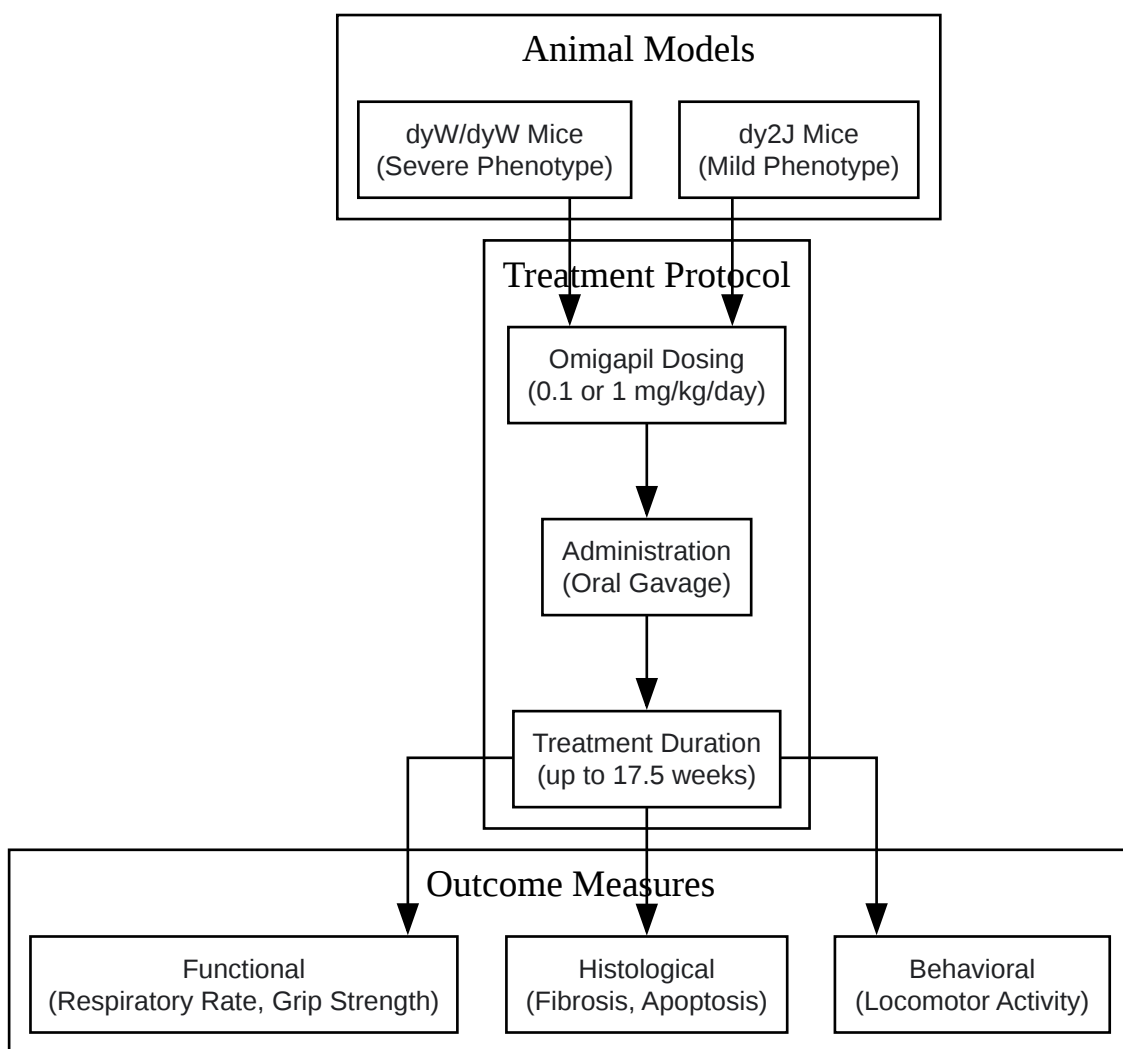 Animal Models
dyW/dyW Mice
(Severe Phenotype)
dy2J Mice
(Mild Phenotype)
Treatment Protocol
Omigapil Dosing
(0.1 or 1 mg/kg/day)
Administration
(Oral Gavage)
Treatment Duration
(up to 17.5 weeks)
Outcome Measures
Functional
(Respiratory Rate, Grip Strength)
Histological
(Fibrosis, Apoptosis)
Behavioral
(Locomotor Activity)